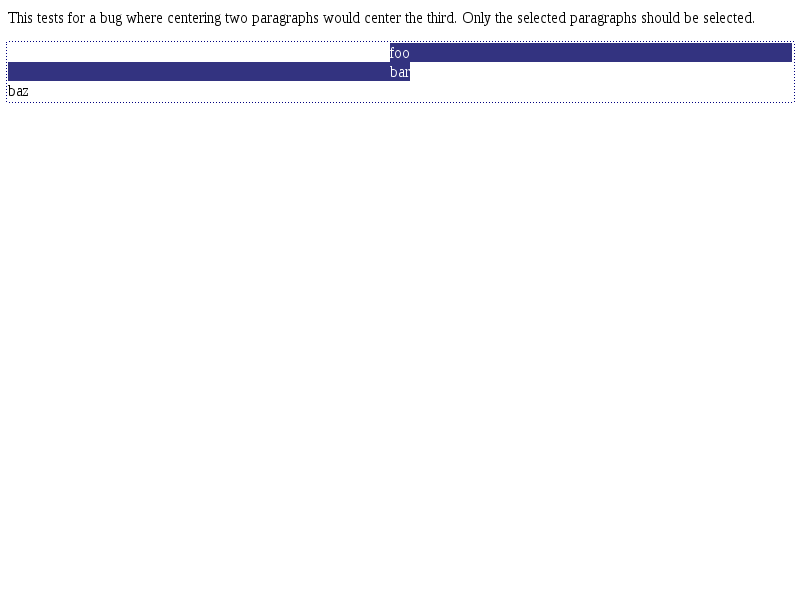 This tests for a bug where centering two paragraphs would center the third. Only the selected paragraphs should be selected.
foo
bar
baz